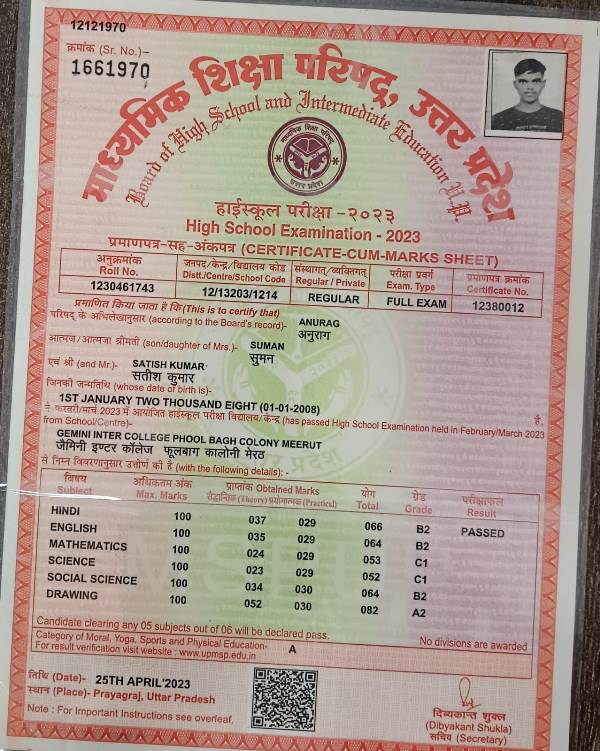 12121970
क्रमांक (Sr. No.)–
1661970
माध्यमिक शिक्षा परिषद्, उत्तर प्रदेश
Board of High School and Intermediate Education U.P.
माध्यमिक शिक्षा परिषद्
उत्तर प्रदेश
हाईस्कूल परीक्षा - २०२३
High School Examination - 2023
प्रमाणपत्र-सह-अंकपत्र (CERTIFICATE-CUM-MARKS SHEET)
अनुक्रमांक जनपद/केन्द्र/विद्यालय कोड संस्थागत/व्यक्तिगत परीक्षा प्रवर्ग प्रमाणपत्र क्रमांक
Roll No. Distt./Centre/School Code Regular / Private Exam. Type Certificate No.
1230461743 12/13203/1214 REGULAR FULL EXAM 12380012
प्रमाणित किया जाता है कि(This is to certify that)
परिषद् के अभिलेखानुसार (according to the Board's record)- ANURAG
अनुराग
आत्मज/आत्मजा श्रीमती (son/daughter of Mrs.)- SUMAN
सुमन
एवं श्री (and Mr.)- SATISH KUMAR
सतीश कुमार
जिनकी जन्मतिथि (whose date of birth is)-
1ST JANUARY TWO THOUSAND EIGHT (01-01-2008)
ने फरवरी/मार्च 2023 में आयोजित हाईस्कूल परीक्षा विद्यालय/केन्द्र (has passed High School Examination held in February/March 2023 है,
from School/Centre)-
GEMINI INTER COLLEGE PHOOL BAGH COLONY MEERUT
जैमिनी इण्टर कॉलेज फूलबाग कालोनी मेरठ
से निम्न विवरणानुसार उत्तीर्ण की है (with the following details): -
विषय अधिकतम अंक प्राप्तांक Obtained Marks योग ग्रेड परीक्षाफल
Subject Max. Marks सैद्धान्तिक (Theory) प्रयोगात्मक (Practical) Total Grade Result
HINDI 100 037 029 066 B2 PASSED
ENGLISH 100 035 029 064 B2
MATHEMATICS 100 024 029 053 C1
SCIENCE 100 023 029 052 C1
SOCIAL SCIENCE 100 034 030 064 B2
DRAWING 100 052 030 082 A2
Candidate clearing any 05 subjects out of 06 will be declared pass. No divisions are awarded
Category of Moral, Yoga, Sports and Physical Education- A
For result verification visit website : www.upmsp.edu.in
तिथि (Date)- 25TH APRIL'2023
स्थान (Place)- Prayagraj, Uttar Pradesh
Note : For Important Instructions see overleaf.
दिब्यकान्त शुक्ल
(Dibyakant Shukla)
सचिव (Secretary)